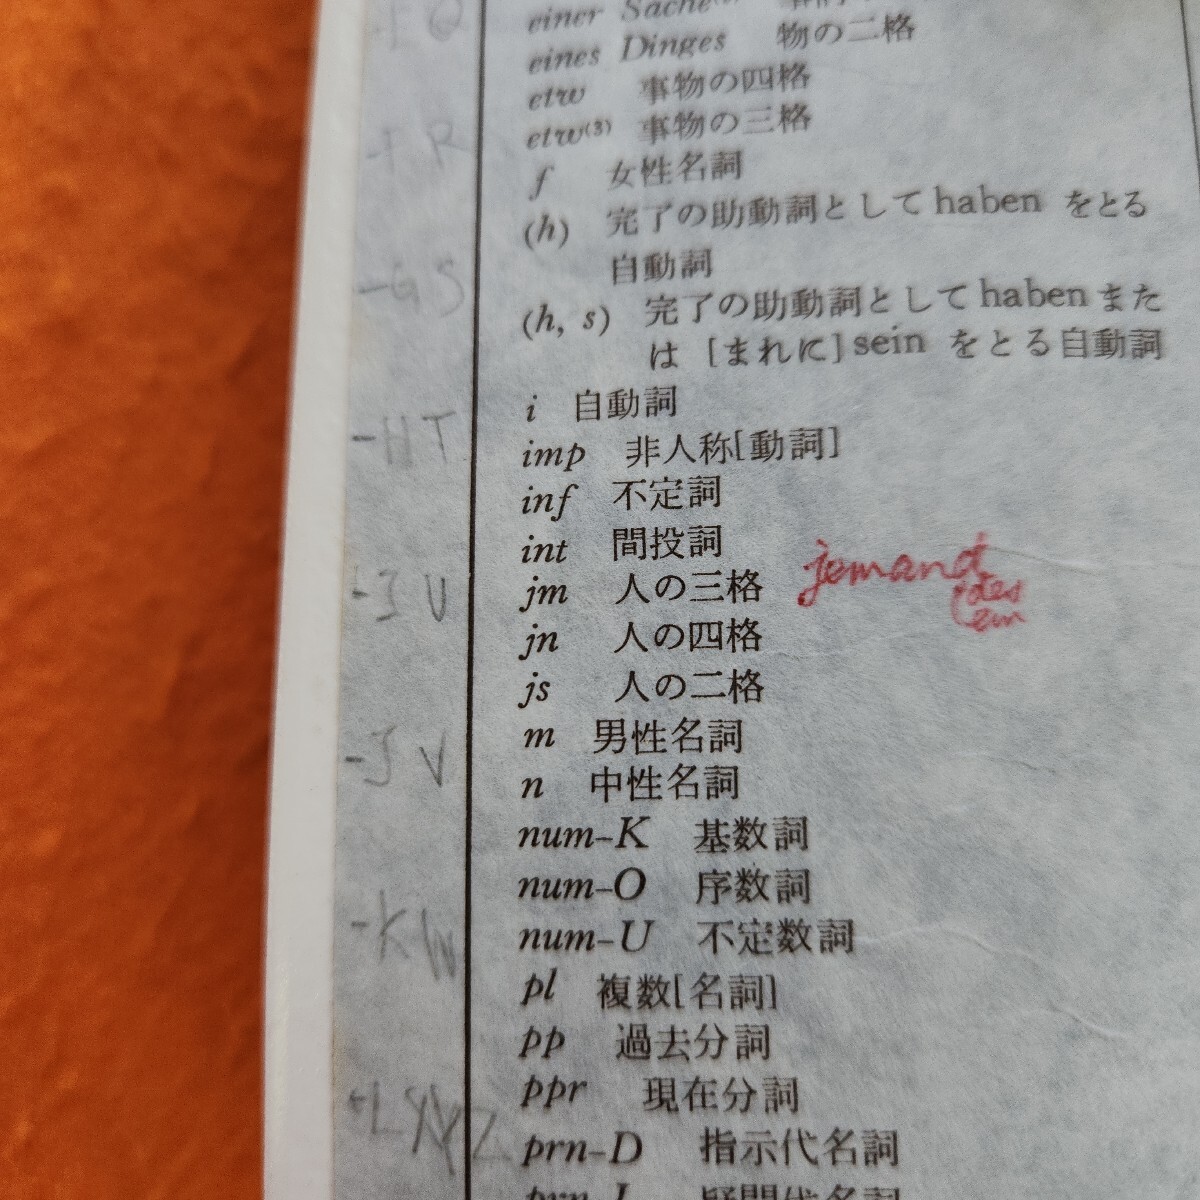 einer Sache
eines Dinges 物の二格
etw 事物の四格
etw(3) 事物の三格
f 女性名詞
(h) 完了の助動詞として haben をとる
自動詞
(h, s) 完了の助動詞として haben また
は [まれに] sein をとる自動詞
i 自動詞
imp 非人称[動詞]
inf 不定詞
int 間投詞
jm 人の三格 jemand
jn 人の四格
js 人の二格
m 男性名詞
n 中性名詞
num-K 基数詞
num-O 序数詞
num-U 不定数詞
pl 複数[名詞]
pp 過去分詞
ppr 現在分詞
prn-D 指示代名詞
-G S
-H T
-I U
-J V